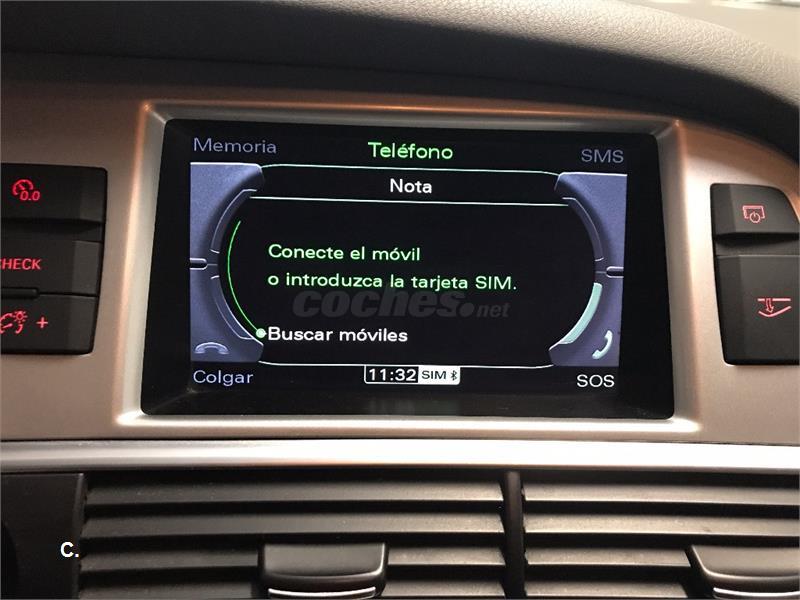 Memoria
Teléfono
SMS
Nota
0.0
CHECK
+
Conecte el móvil
o introduzca la tarjeta SIM.
coches.net
Buscar móviles
Colgar
11:32 SIM
SOS
C.